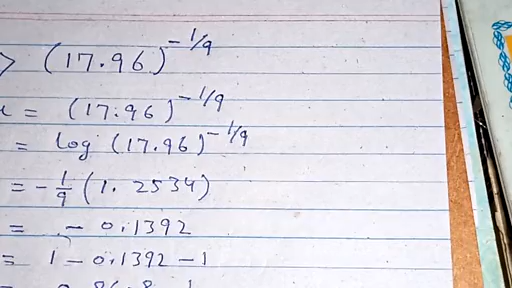 > (17.96)^-1/9
x = (17.96)^-1/9
= log (17.96)^-1/9
= -1/9 (1.2534)
= - 0.1392
= 1 - 0.1392 - 1